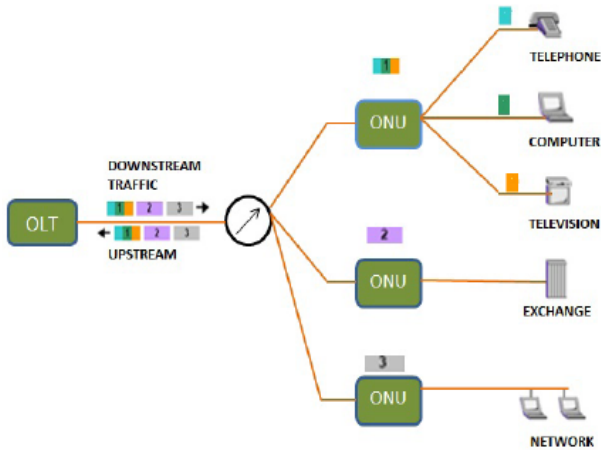 TELEPHONE
1
ONU
COMPUTER
DOWNSTREAM
TRAFFIC
1 2 3
OLT
1 2 3
UPSTREAM
TELEVISION
2
ONU
EXCHANGE
3
ONU
NETWORK